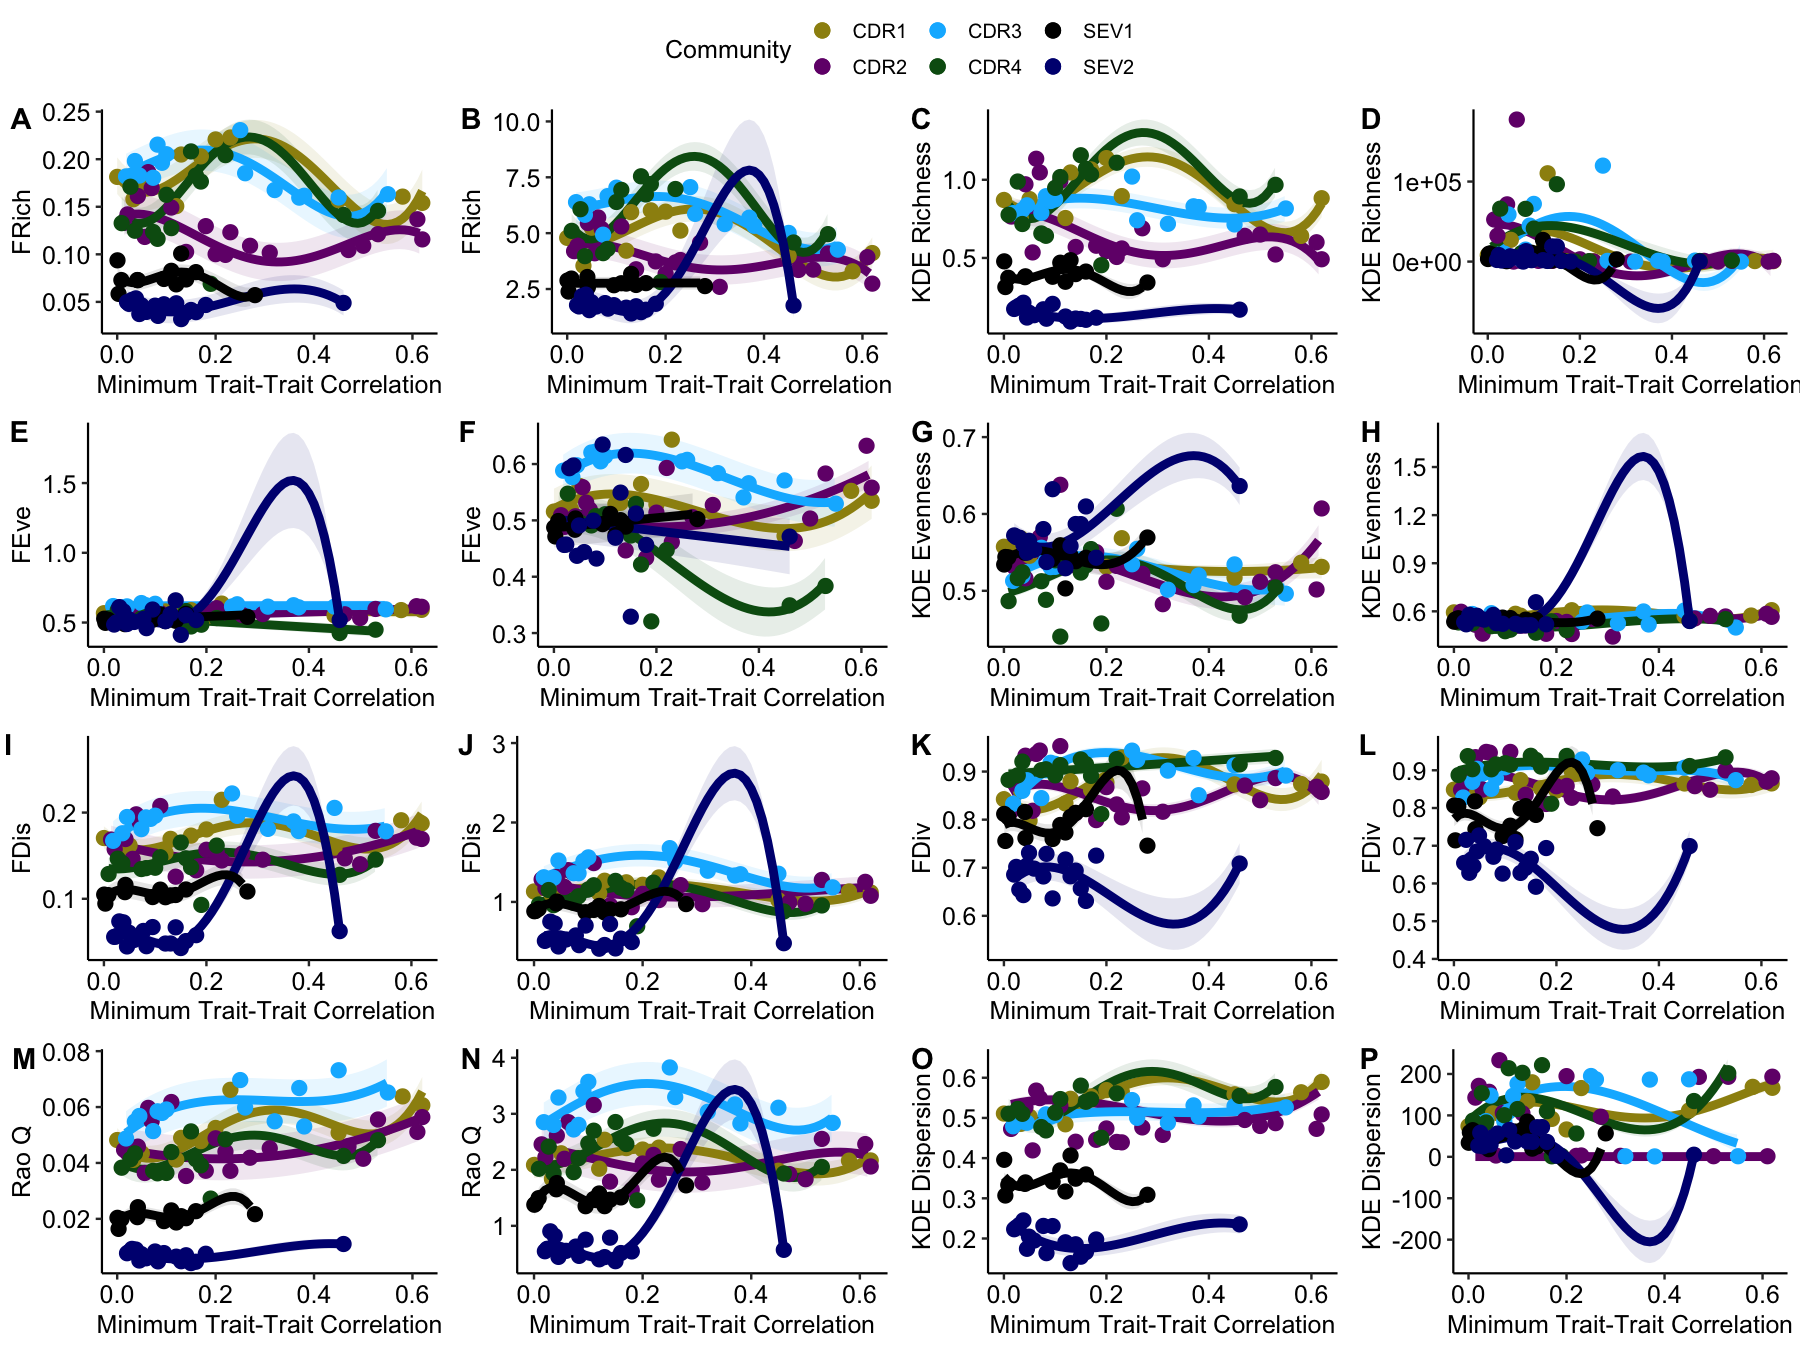 Community
CDR1 CDR3 SEV1
CDR2 CDR4 SEV2
A B C D
FRich
0.25
0.20
0.15
0.10
0.05
0.0 0.2 0.4 0.6
Minimum Trait-Trait Correlation
FRich
10.0
7.5
5.0
2.5
0.0 0.2 0.4 0.6
Minimum Trait-Trait Correlation
KDE Richness
1.0
0.5
0.0 0.2 0.4 0.6
Minimum Trait-Trait Correlation
KDE Richness
1e+05
0e+00
0.0 0.2 0.4 0.6
Minimum Trait-Trait Correlation
E F G H
FEve
1.5
1.0
0.5
0.0 0.2 0.4 0.6
Minimum Trait-Trait Correlation
FEve
0.6
0.5
0.4
0.3
0.0 0.2 0.4 0.6
Minimum Trait-Trait Correlation
KDE Evenness
0.7
0.6
0.5
0.0 0.2 0.4 0.6
Minimum Trait-Trait Correlation
KDE Evenness
1.5
1.2
0.9
0.6
0.0 0.2 0.4 0.6
Minimum Trait-Trait Correlation
I J K L
FDis
0.2
0.1
0.0 0.2 0.4 0.6
Minimum Trait-Trait Correlation
FDis
3
2
1
0.0 0.2 0.4 0.6
Minimum Trait-Trait Correlation
FDiv
0.9
0.8
0.7
0.6
0.0 0.2 0.4 0.6
Minimum Trait-Trait Correlation
FDiv
0.9
0.8
0.7
0.6
0.5
0.4
0.0 0.2 0.4 0.6
Minimum Trait-Trait Correlation
M N O P
Rao Q
0.08
0.06
0.04
0.02
0.0 0.2 0.4 0.6
Minimum Trait-Trait Correlation
Rao Q
4
3
2
1
0.0 0.2 0.4 0.6
Minimum Trait-Trait Correlation
KDE Dispersion
0.6
0.5
0.4
0.3
0.2
0.0 0.2 0.4 0.6
Minimum Trait-Trait Correlation
KDE Dispersion
200
100
0
-100
-200
0.0 0.2 0.4 0.6
Minimum Trait-Trait Correlation